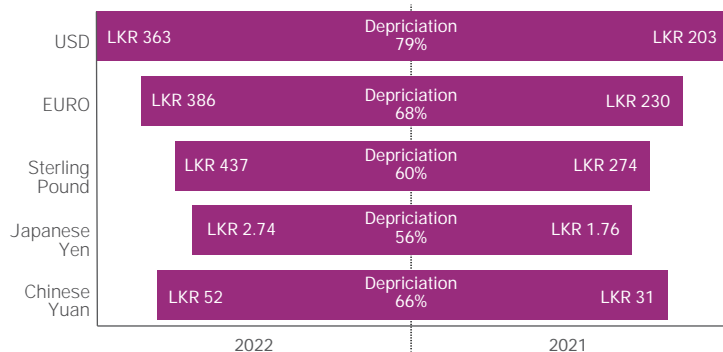 USD
LKR 363
Depriciation
79%
LKR 203
EURO
LKR 386
Depriciation
68%
LKR 230
Sterling
Pound
LKR 437
Depriciation
60%
LKR 274
Japanese
Yen
LKR 2.74
Depriciation
56%
LKR 1.76
Chinese
Yuan
LKR 52
Depriciation
66%
LKR 31
2022
2021